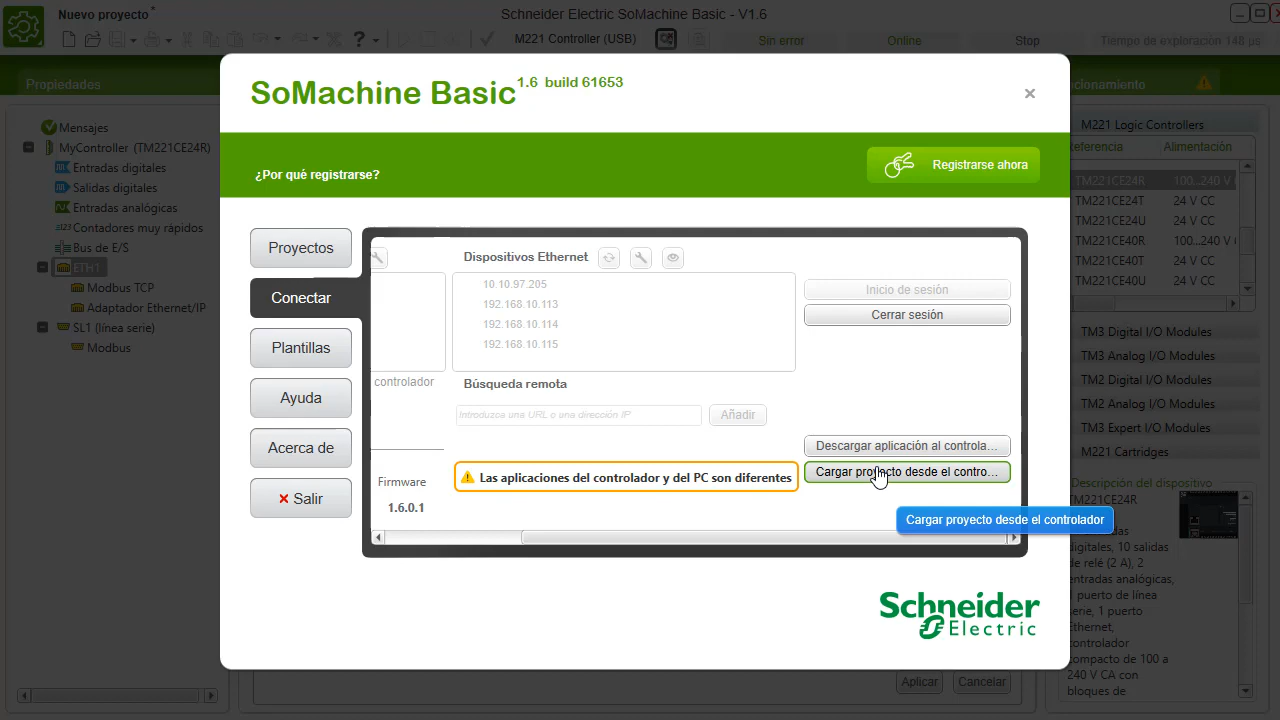 Nuevo proyecto*
Schneider Electric SoMachine Basic - V1.6
M221 Controller (USB)
Sin error
Online
Stop
Tiempo de exploración 148 µs
Propiedades
Mensajes
MyController (TM221CE24R)
Entradas digitales
Salidas digitales
Entradas analógicas
Contadores muy rápidos
Bus de E/S
ETH1
Modbus TCP
Adaptador Ethernet/IP
SL1 (línea serie)
Modbus
SoMachine Basic 1.6 build 61653
×
¿Por qué registrarse?
Registrarse ahora
Proyectos
Conectar
Plantillas
Ayuda
Acerca de
Salir
Dispositivos Ethernet
10.10.97.205
192.168.10.113
192.168.10.114
192.168.10.115
Inicio de sesión
Cerrar sesión
controlador
Búsqueda remota
Introduzca una URL o una dirección IP
Añadir
Descargar aplicación al controla...
Cargar proyecto desde el contro...
Las aplicaciones del controlador y del PC son diferentes
Firmware
1.6.0.1
Cargar proyecto desde el controlador
Schneider
Electric
Aplicar
Cancelar
ncionamiento
M221 Logic Controllers
eferencia
Alimentación
TM221CE24R 100...240 V
TM221CE24T 24 V CC
TM221CE24U 24 V CC
TM221CE40R 100...240 V
TM221CE40T 24 V CC
TM221CE40U 24 V CC
TM3 Digital I/O Modules
TM3 Analog I/O Modules
TM2 Digital I/O Modules
TM2 Analog I/O Modules
TM3 Expert I/O Modules
M221 Cartridges
Descripción del dispositivo
TM221CE24R
adas
digitales, 10 salidas
de relé (2 A), 2
entradas analógicas,
1 puerto de línea
serie, 1 puerto
Ethernet,
controlador
compacto de 100 a
240 V CA con
bloques de